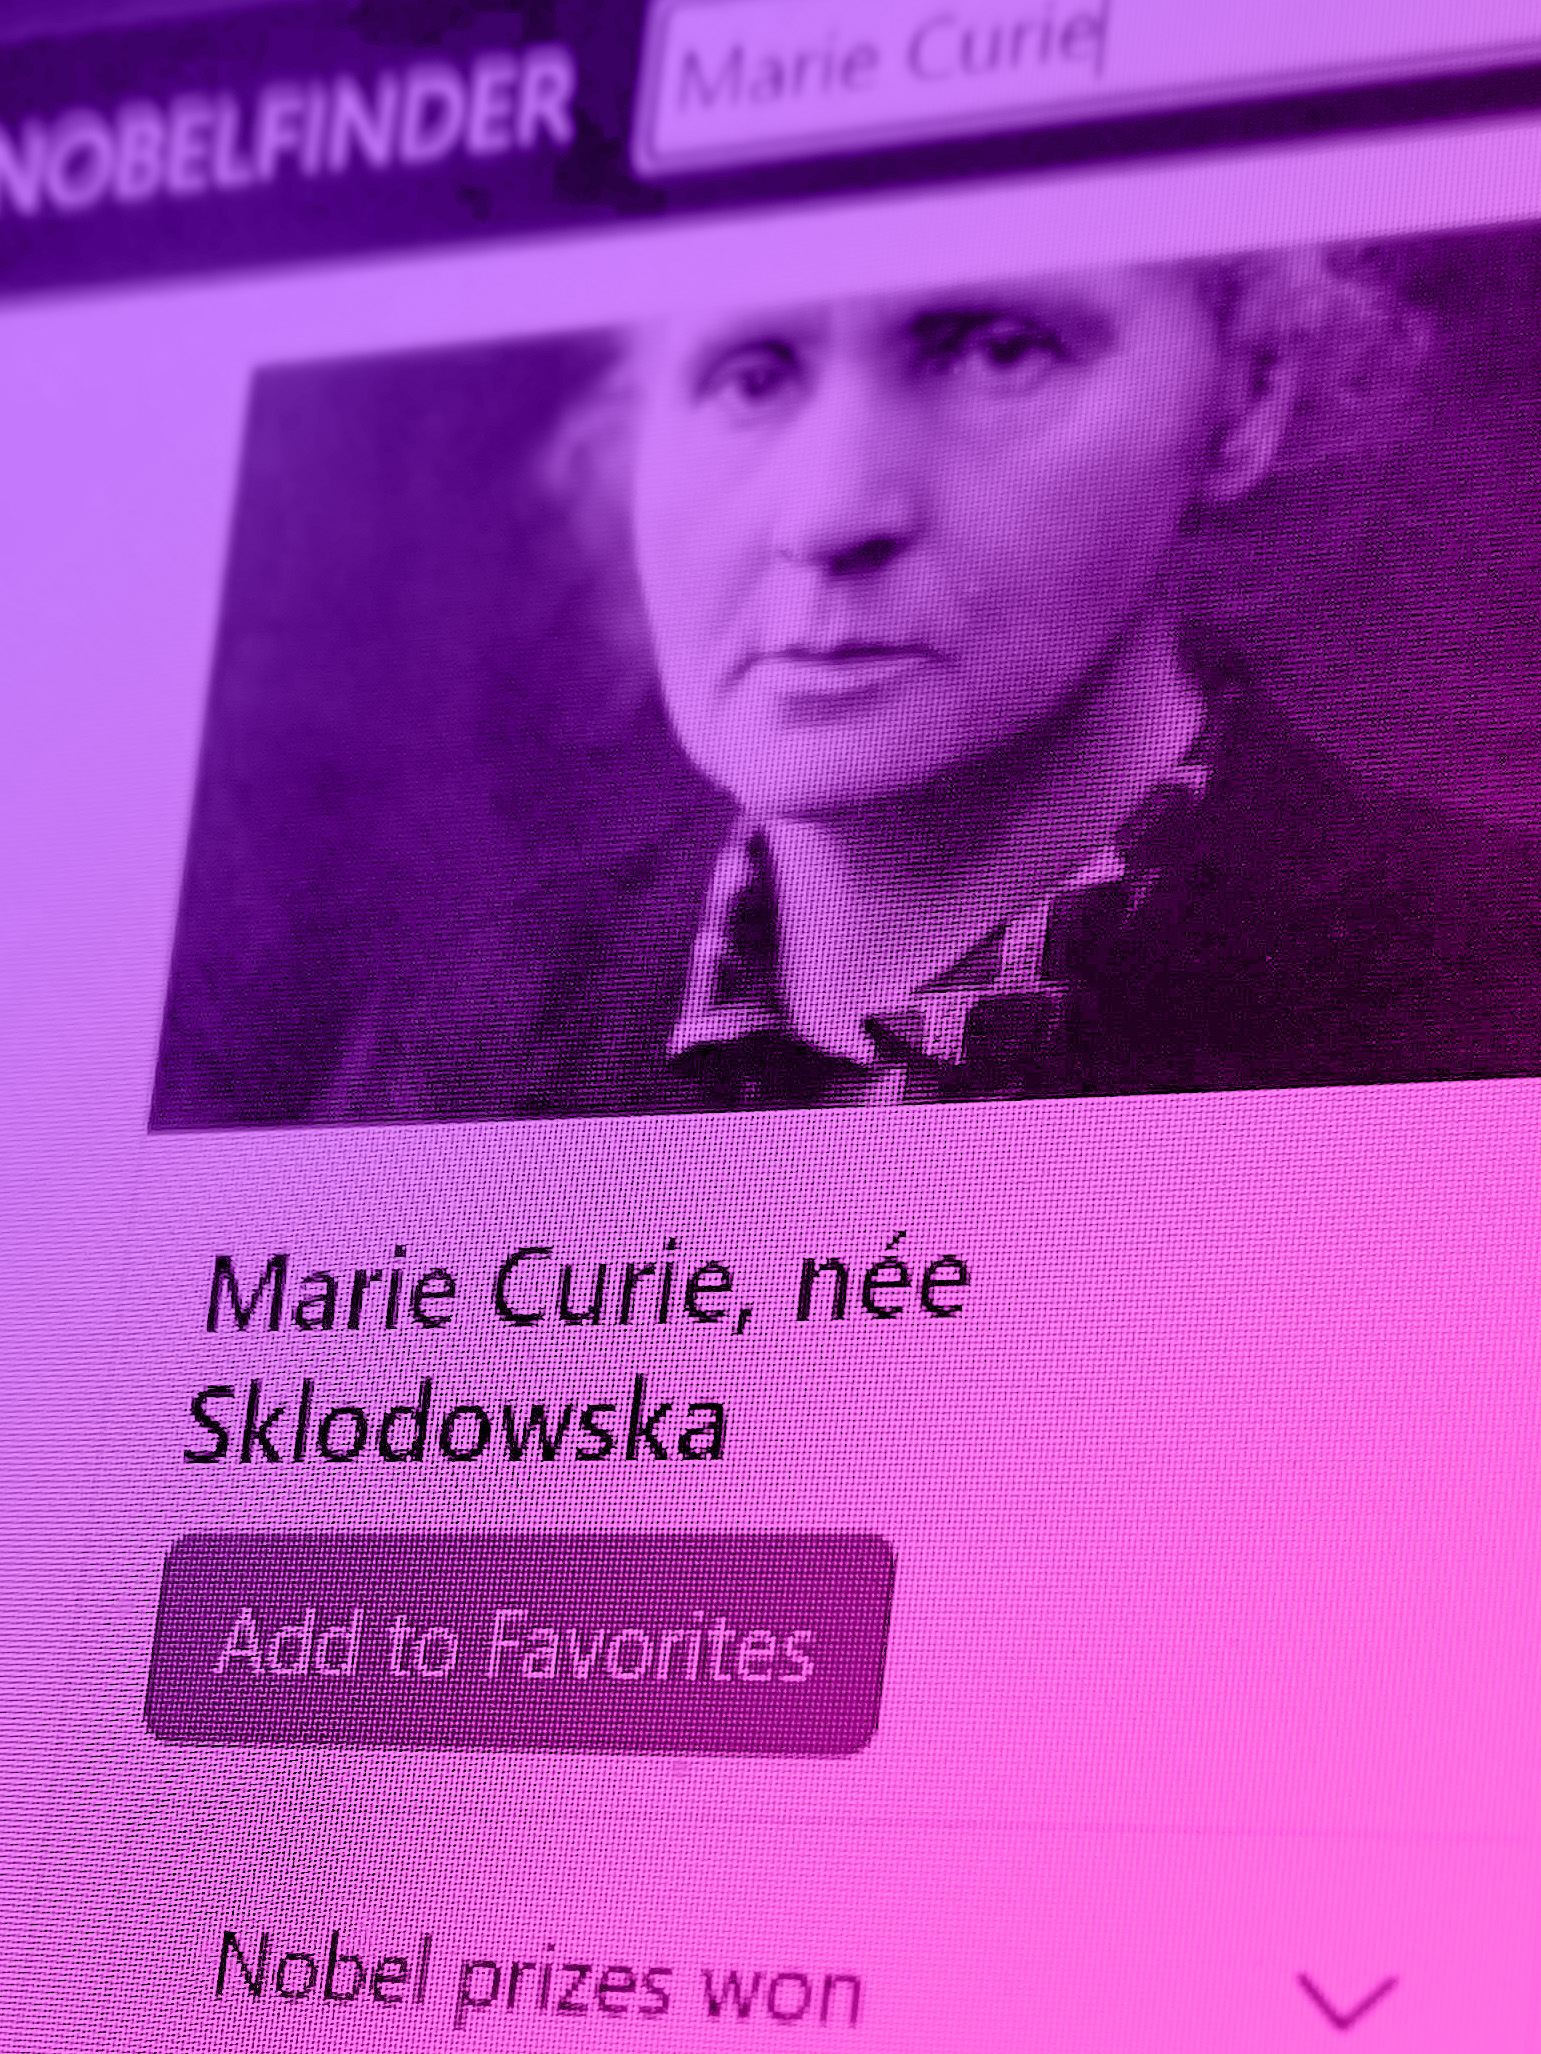 NOBELFINDER
Marie Curie
Marie Curie, née
Sklodowska
Add to Favorites
Nobel prizes won